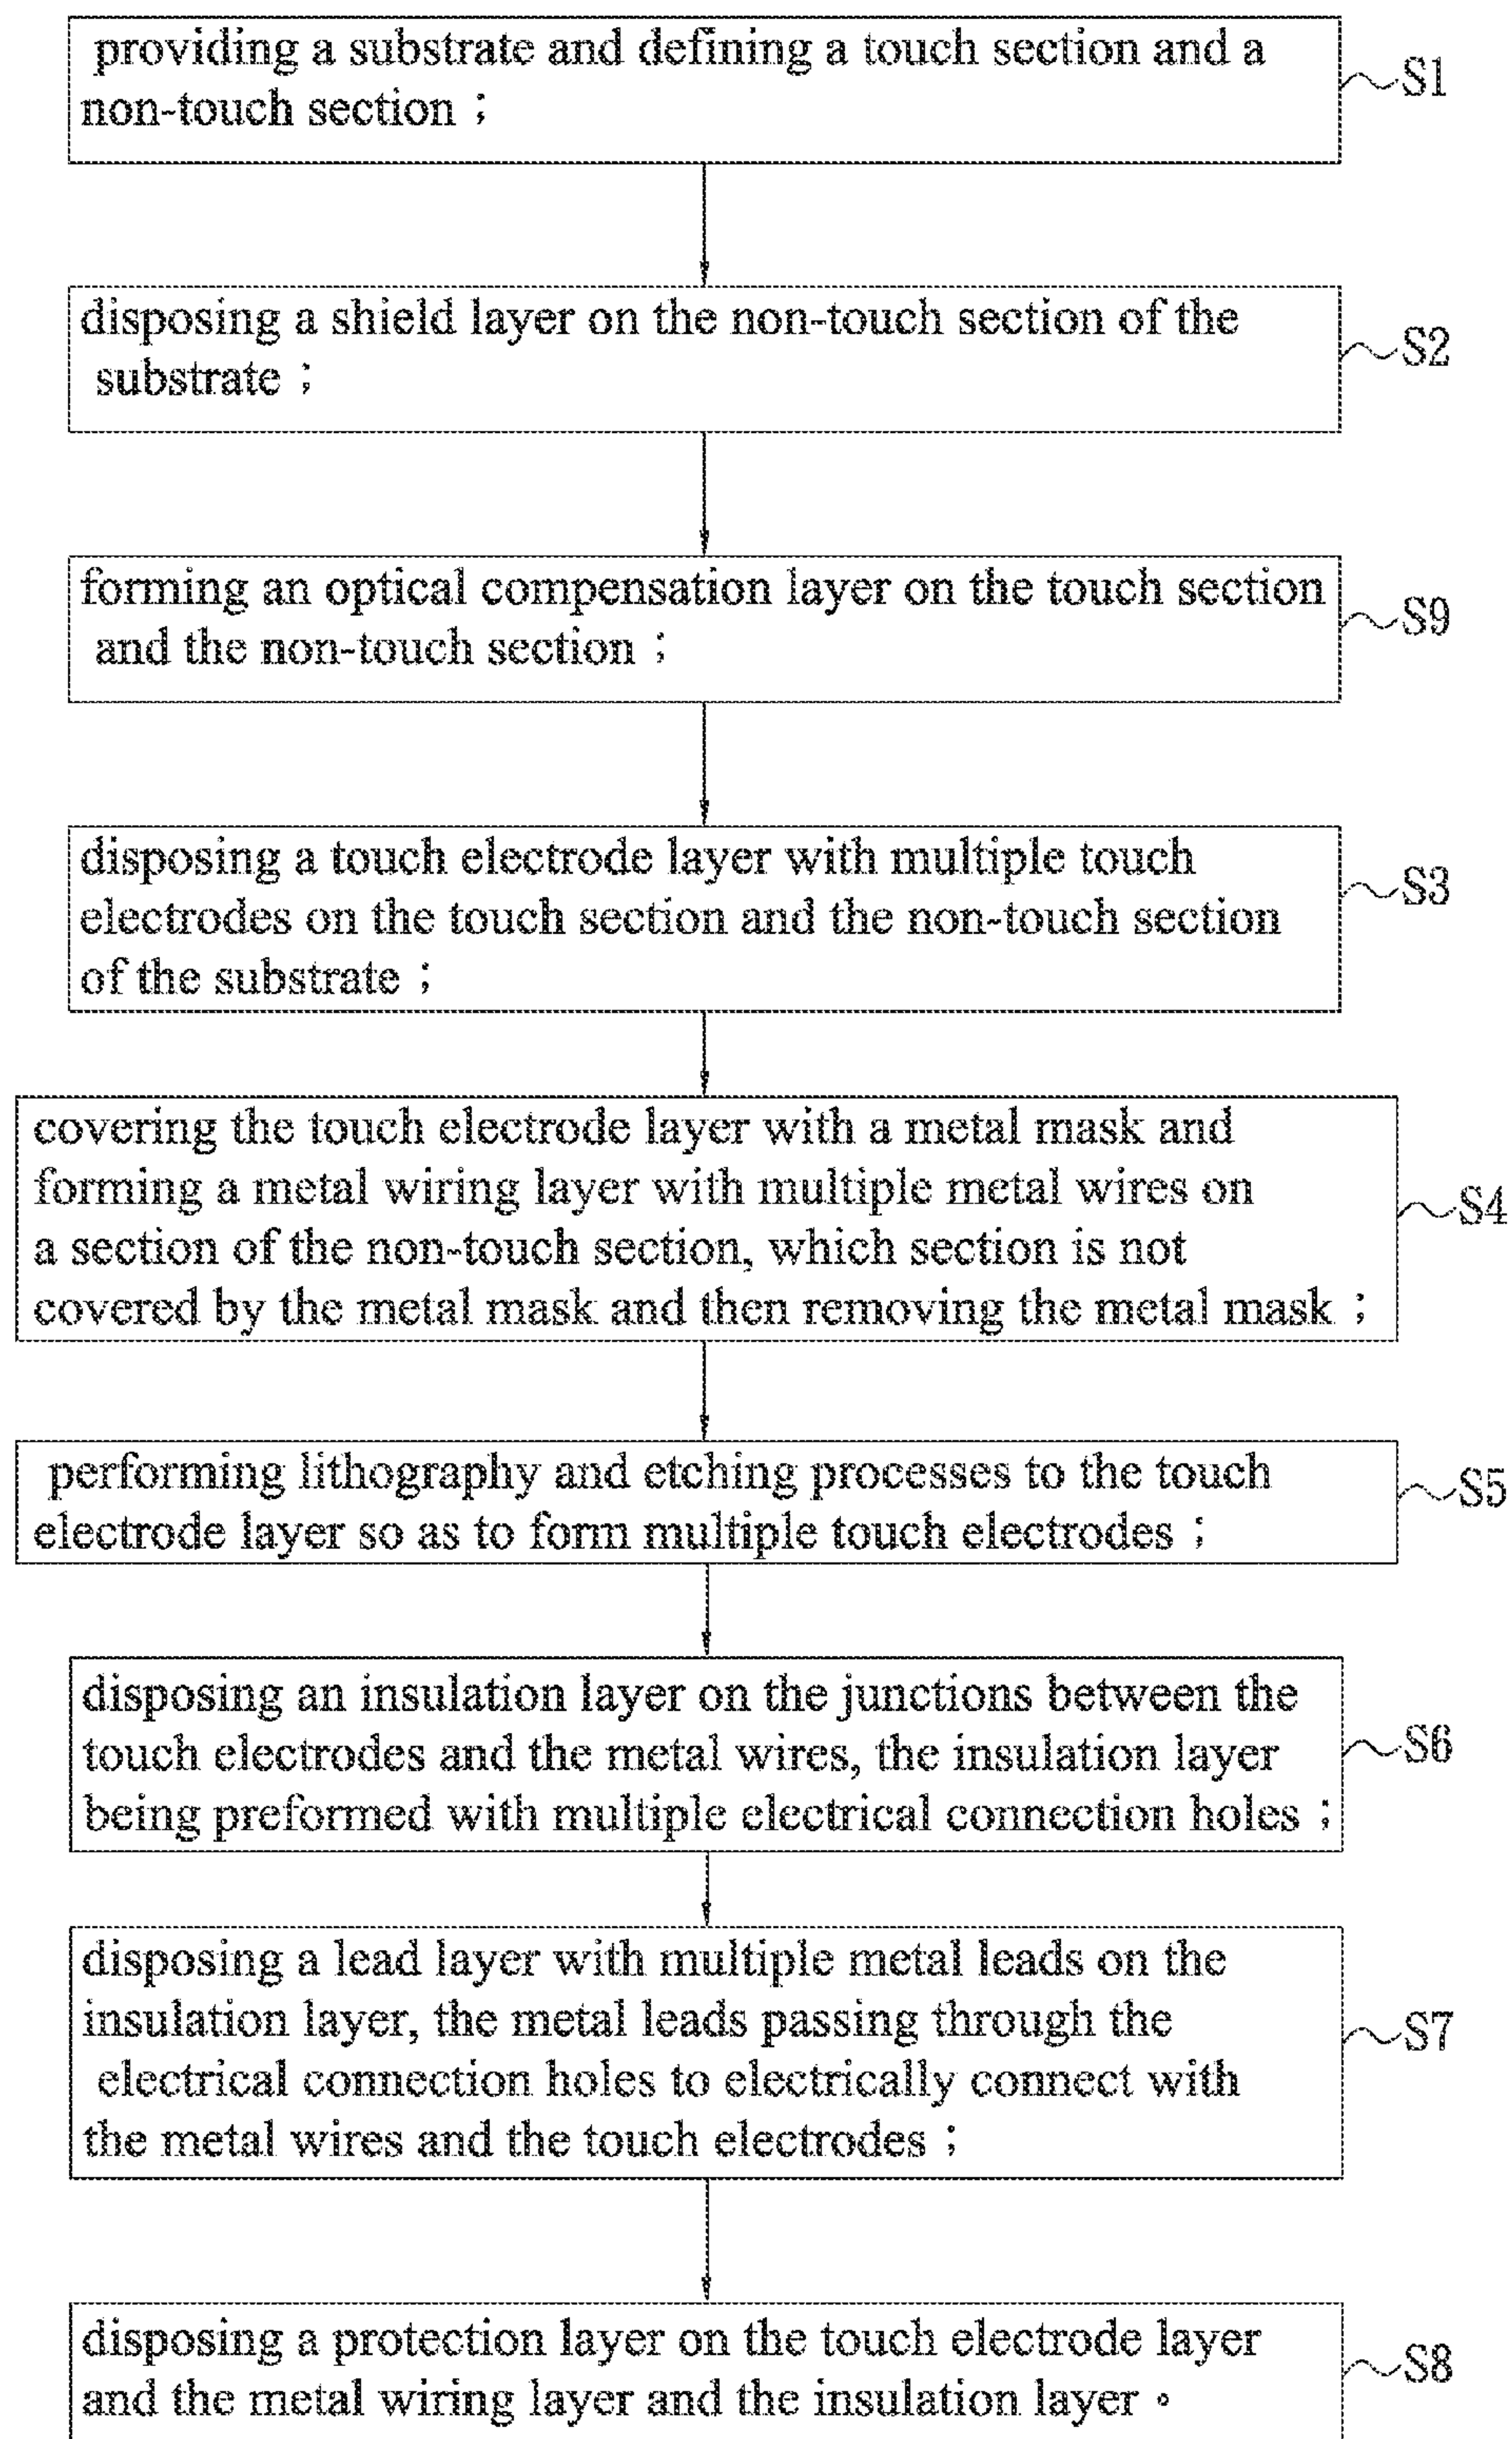 providing a substrate and defining a touch section and a
non-touch section；
S1
disposing a shield layer on the non-touch section of the
substrate；
S2
forming an optical compensation layer on the touch section
and the non-touch section；
S9
disposing a touch electrode layer with multiple touch
electrodes on the touch section and the non-touch section
of the substrate；
S3
covering the touch electrode layer with a metal mask and
forming a metal wiring layer with multiple metal wires on
a section of the non-touch section, which section is not
covered by the metal mask and then removing the metal mask；
S4
performing lithography and etching processes to the touch
electrode layer so as to form multiple touch electrodes；
S5
disposing an insulation layer on the junctions between the
touch electrodes and the metal wires, the insulation layer
being preformed with multiple electrical connection holes；
S6
disposing a lead layer with multiple metal leads on the
insulation layer, the metal leads passing through the
electrical connection holes to electrically connect with
the metal wires and the touch electrodes；
S7
disposing a protection layer on the touch electrode layer
and the metal wiring layer and the insulation layer。
S8